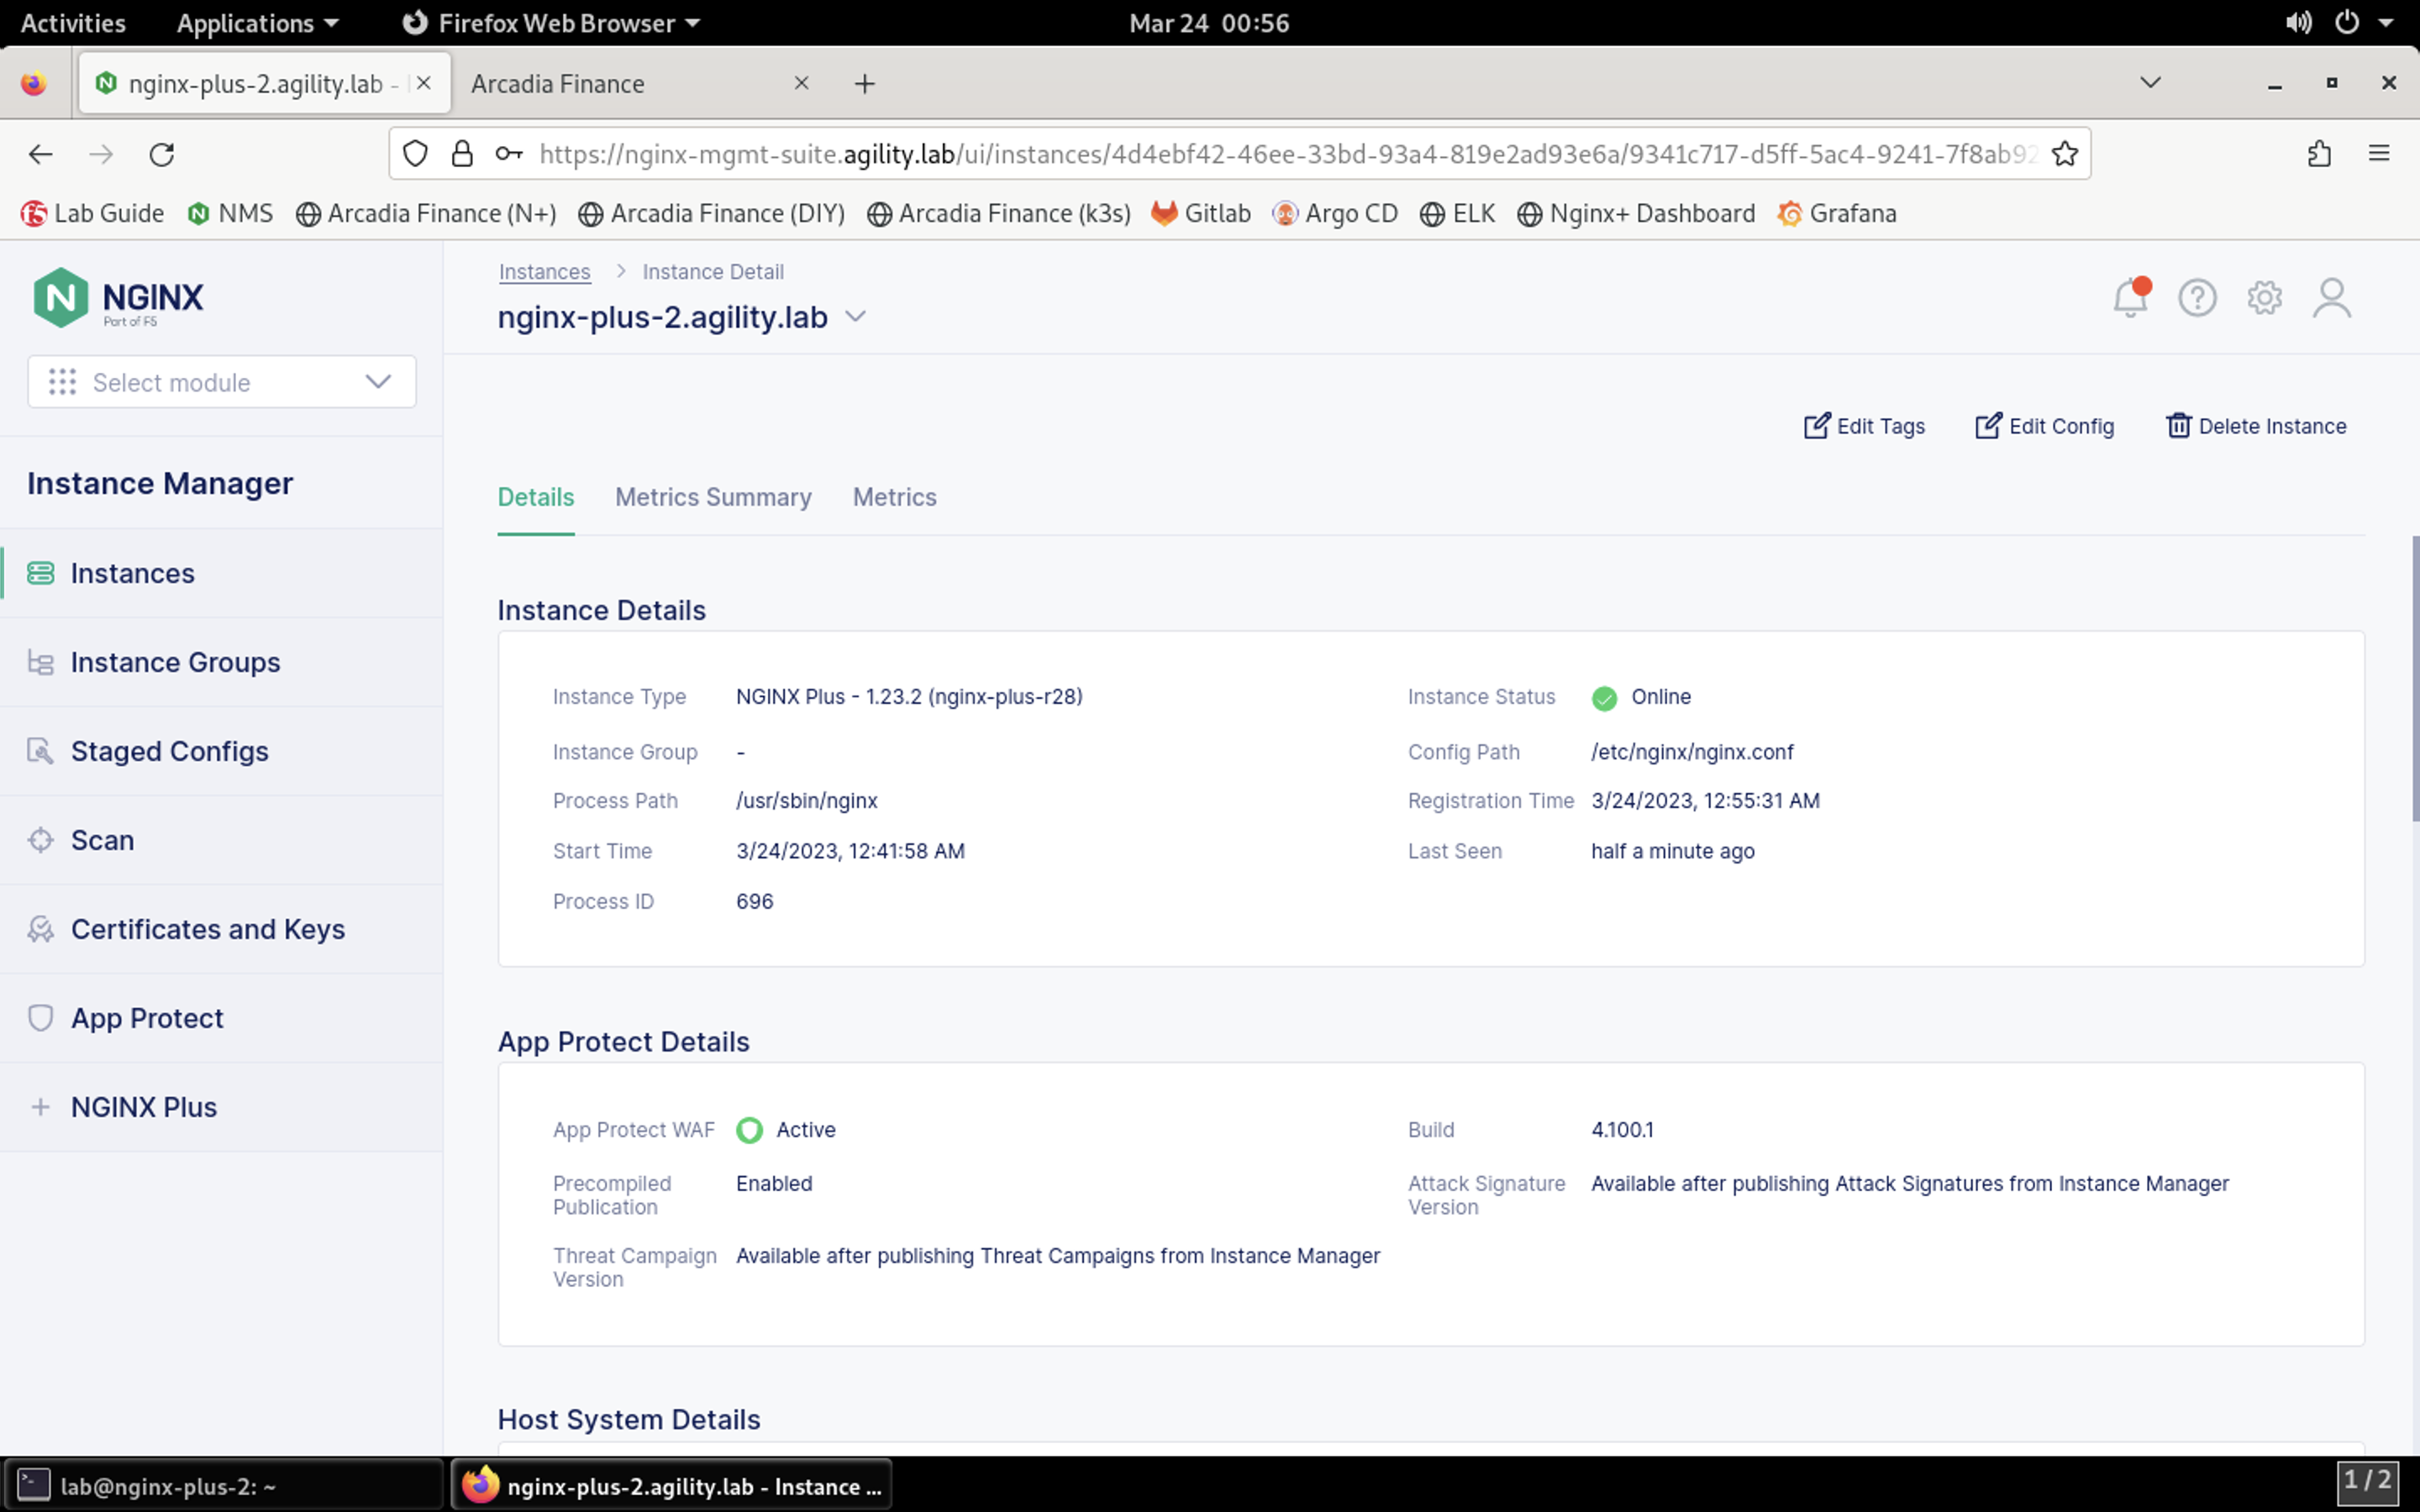 Activities Applications Firefox Web Browser Mar 24 00:56
nginx-plus-2.agility.lab - Arcadia Finance
https://nginx-mgmt-suite.agility.lab/ui/instances/4d4ebf42-46ee-33bd-93a4-819e2ad93e6a/9341c717-d5ff-5ac4-9241-7f8ab92
Lab Guide NMS Arcadia Finance (N+) Arcadia Finance (DIY) Arcadia Finance (k3s) Gitlab Argo CD ELK Nginx+ Dashboard Grafana
NGINX
Part of F5
Select module
Instance Manager
Instances
Instance Groups
Staged Configs
Scan
Certificates and Keys
App Protect
NGINX Plus
Instances > Instance Detail
nginx-plus-2.agility.lab
Edit Tags Edit Config Delete Instance
Details Metrics Summary Metrics
Instance Details
Instance Type NGINX Plus - 1.23.2 (nginx-plus-r28) Instance Status Online
Instance Group - Config Path /etc/nginx/nginx.conf
Process Path /usr/sbin/nginx Registration Time 3/24/2023, 12:55:31 AM
Start Time 3/24/2023, 12:41:58 AM Last Seen half a minute ago
Process ID 696
App Protect Details
App Protect WAF Active Build 4.100.1
Precompiled Publication Enabled Attack Signature Version Available after publishing Attack Signatures from Instance Manager
Threat Campaign Version Available after publishing Threat Campaigns from Instance Manager
Host System Details
lab@nginx-plus-2: ~ nginx-plus-2.agility.lab - Instance ... 1 / 2